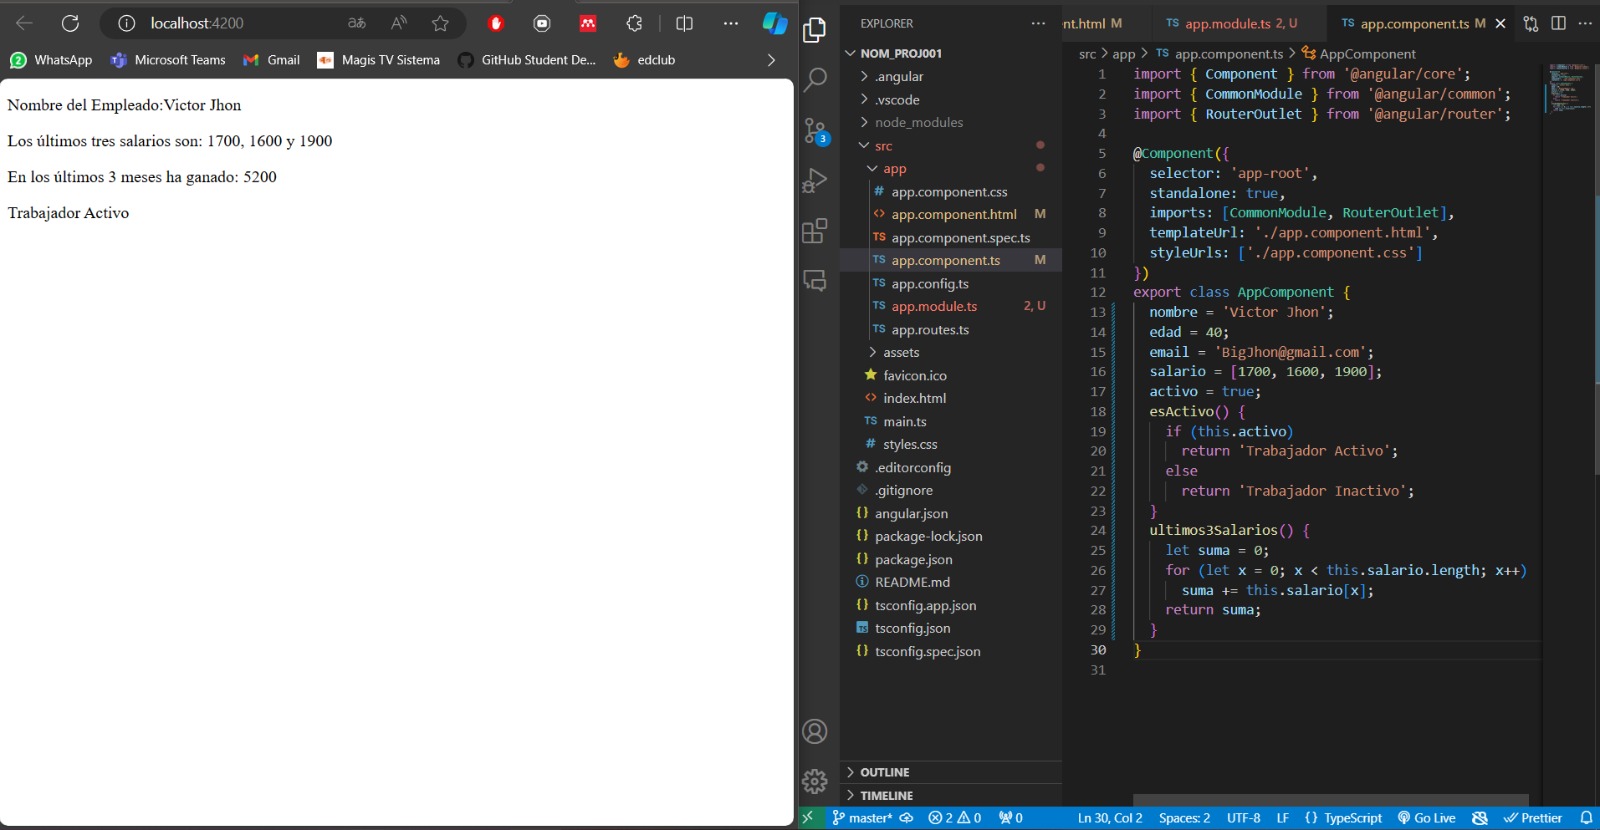 localhost:4200
WhatsApp
Microsoft Teams
Gmail
Magis TV Sistema
GitHub Student De...
edclub
Nombre del Empleado:Victor Jhon
Los últimos tres salarios son: 1700, 1600 y 1900
En los últimos 3 meses ha ganado: 5200
Trabajador Activo
EXPLORER
NOM_PROJ001
.angular
.vscode
node_modules
src
app
# app.component.css
<> app.component.html M
TS app.component.spec.ts
TS app.component.ts M
TS app.config.ts
TS app.module.ts 2, U
TS app.routes.ts
assets
favicon.ico
<> index.html
TS main.ts
# styles.css
.editorconfig
.gitignore
{} angular.json
{} package-lock.json
{} package.json
README.md
{} tsconfig.app.json
TS tsconfig.json
{} tsconfig.spec.json
OUTLINE
TIMELINE
3
nt.html M
TS app.module.ts 2, U
TS app.component.ts M
src > app > TS app.component.ts > AppComponent
1 import { Component } from '@angular/core';
2 import { CommonModule } from '@angular/common';
3 import { RouterOutlet } from '@angular/router';
4
5 @Component({
6 selector: 'app-root',
7 standalone: true,
8 imports: [CommonModule, RouterOutlet],
9 templateUrl: './app.component.html',
10 styleUrls: ['./app.component.css']
11 })
12 export class AppComponent {
13 nombre = 'Victor Jhon';
14 edad = 40;
15 email = 'BigJhon@gmail.com';
16 salario = [1700, 1600, 1900];
17 activo = true;
18 esActivo() {
19 if (this.activo)
20 return 'Trabajador Activo';
21 else
22 return 'Trabajador Inactivo';
23 }
24 ultimos3Salarios() {
25 let suma = 0;
26 for (let x = 0; x < this.salario.length; x++)
27 suma += this.salario[x];
28 return suma;
29 }
30 }
31
master* 2 0 0 Ln 30, Col 2 Spaces: 2 UTF-8 LF {} TypeScript Go Live Prettier